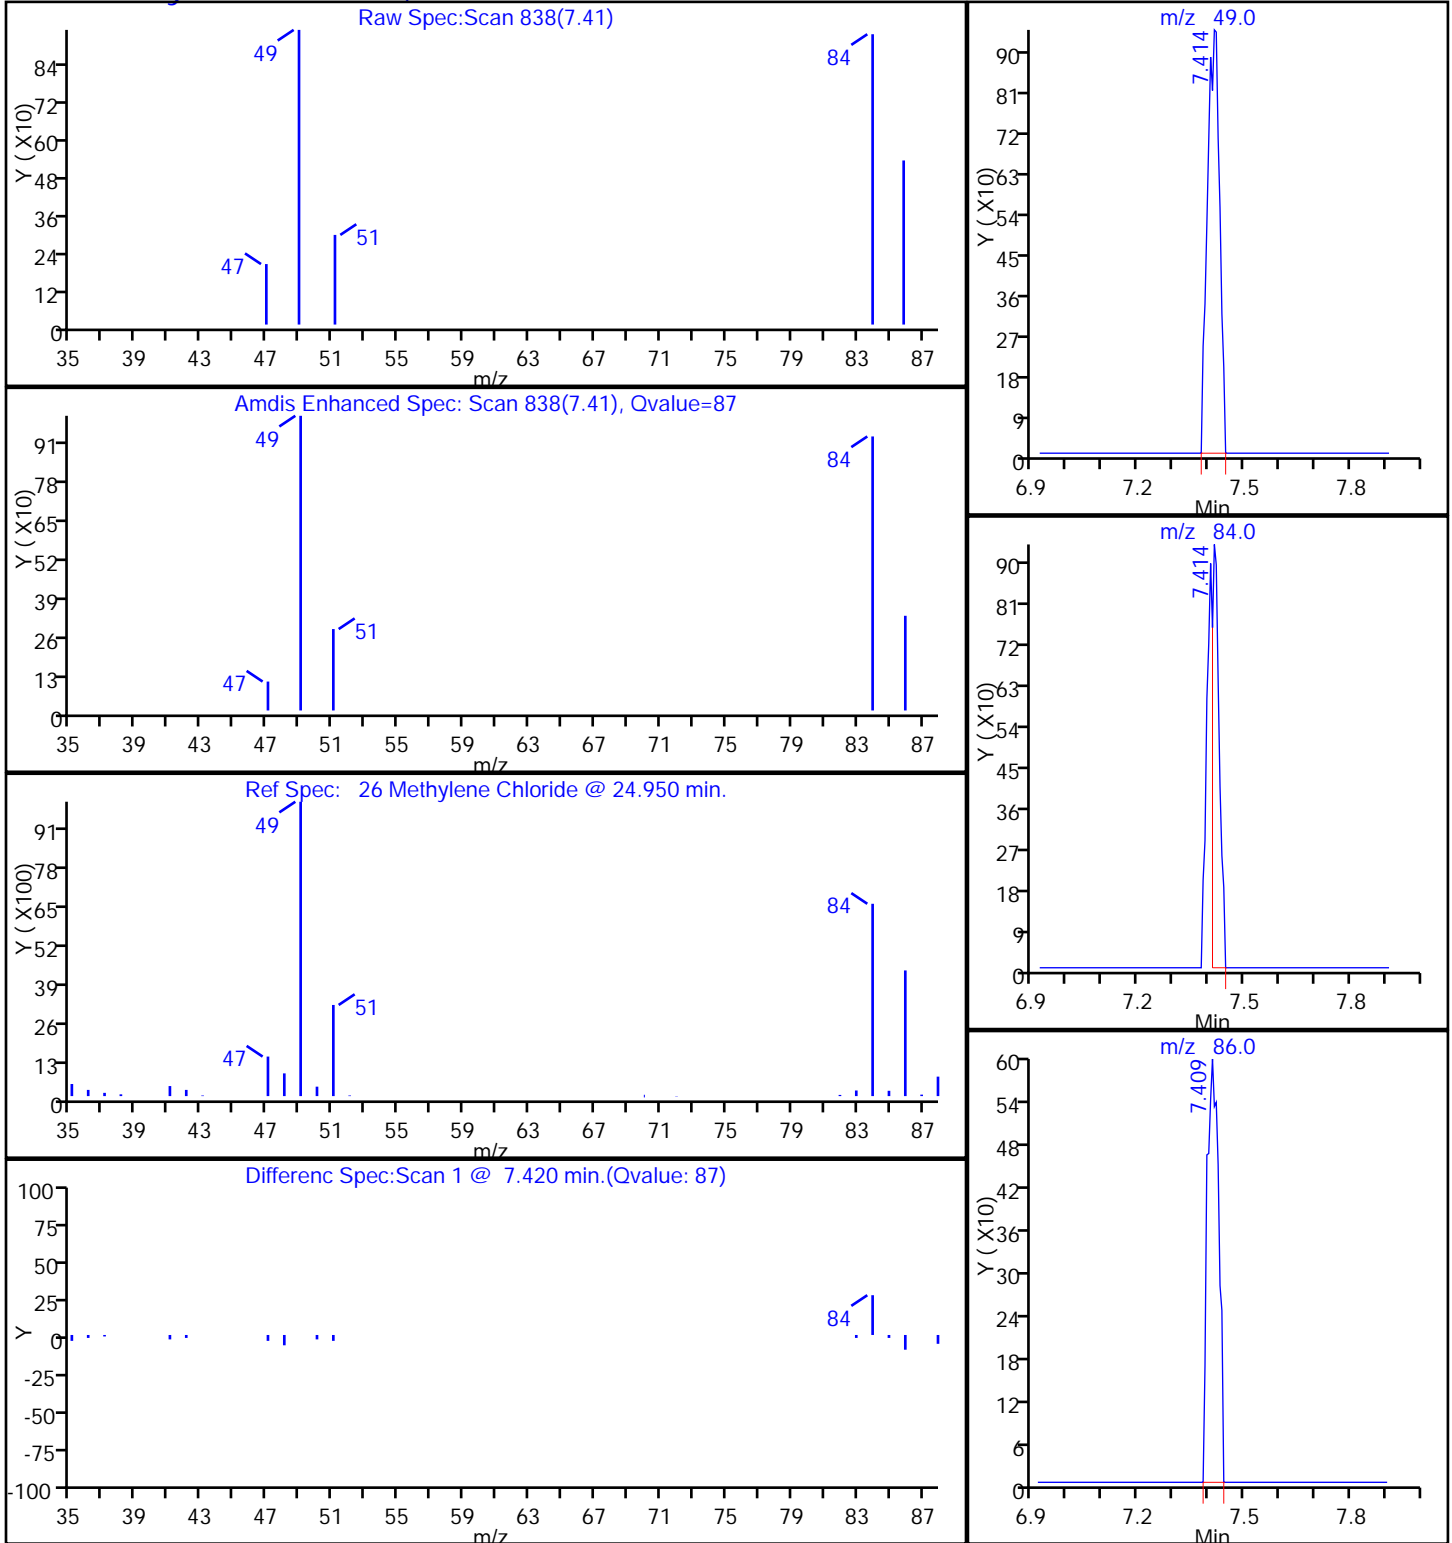 Raw Spec:Scan 838(7.41)
49
84
47
51
Y ( X10)
84
72
60
48
36
24
12
0
35 39 43 47 51 55 59 63 67 71 75 79 83 87
m/z
Amdis Enhanced Spec: Scan 838(7.41), Qvalue=87
49
84
47
51
Y ( X10)
91
78
65
52
39
26
13
0
35 39 43 47 51 55 59 63 67 71 75 79 83 87
m/z
Ref Spec: 26 Methylene Chloride @ 24.950 min.
49
84
47
51
Y ( X100)
91
78
65
52
39
26
13
0
35 39 43 47 51 55 59 63 67 71 75 79 83 87
m/z
Differenc Spec:Scan 1 @ 7.420 min.(Qvalue: 87)
84
Y
100
75
50
25
0
-25
-50
-75
-100
35 39 43 47 51 55 59 63 67 71 75 79 83 87
m/z
m/z 49.0
7.414
Y ( X10)
90
81
72
63
54
45
36
27
18
9
0
6.9 7.2 7.5 7.8
Min
m/z 84.0
7.414
Y ( X10)
90
81
72
63
54
45
36
27
18
9
0
6.9 7.2 7.5 7.8
Min
m/z 86.0
7.409
Y ( X10)
60
54
48
42
36
30
24
18
12
6
0
6.9 7.2 7.5 7.8
Min